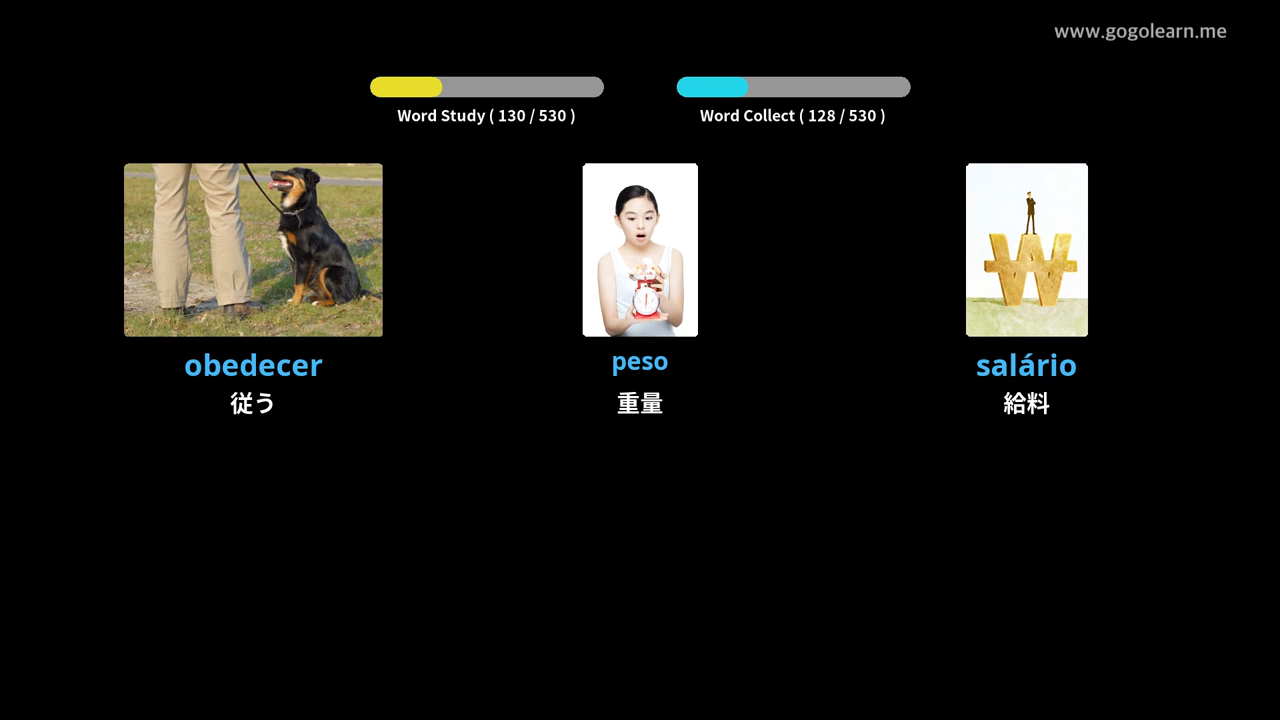 www.gogolearn.me
Word Study ( 130 / 530 )
Word Collect ( 128 / 530 )
obedecer
従う
peso
重量
salário
給料